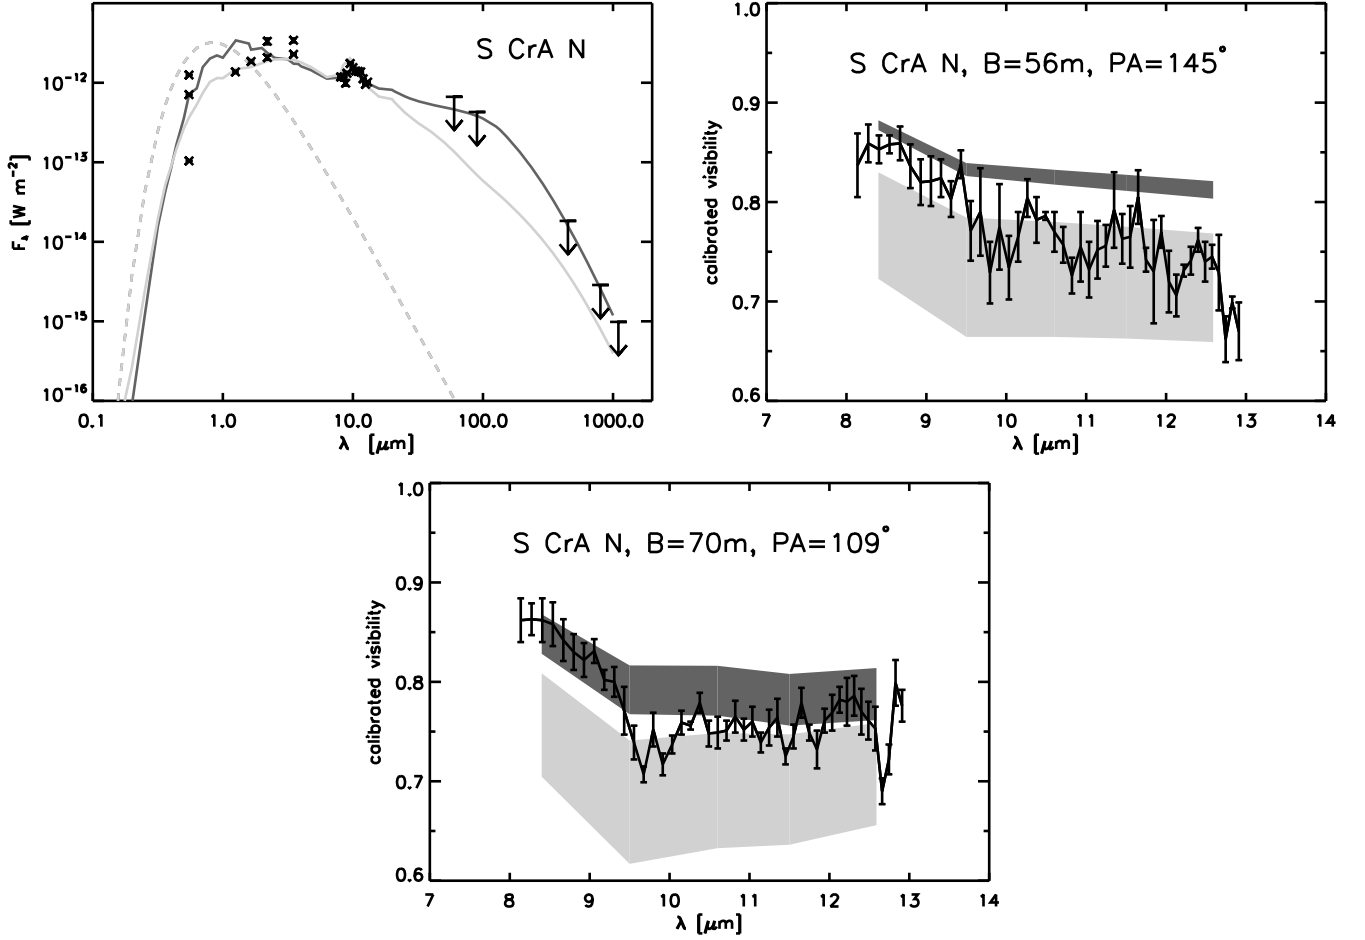 S CrA N
10⁻¹²
10⁻¹³
10⁻¹⁴
10⁻¹⁵
10⁻¹⁶
F_λ [W m⁻²]
0.1 1.0 10.0 100.0 1000.0
λ [μm]
S CrA N, B=56m, PA=145°
1.0
0.9
0.8
0.7
0.6
calibrated visibility
7 8 9 10 11 12 13 14
λ [μm]
S CrA N, B=70m, PA=109°
1.0
0.9
0.8
0.7
0.6
calibrated visibility
7 8 9 10 11 12 13 14
λ [μm]